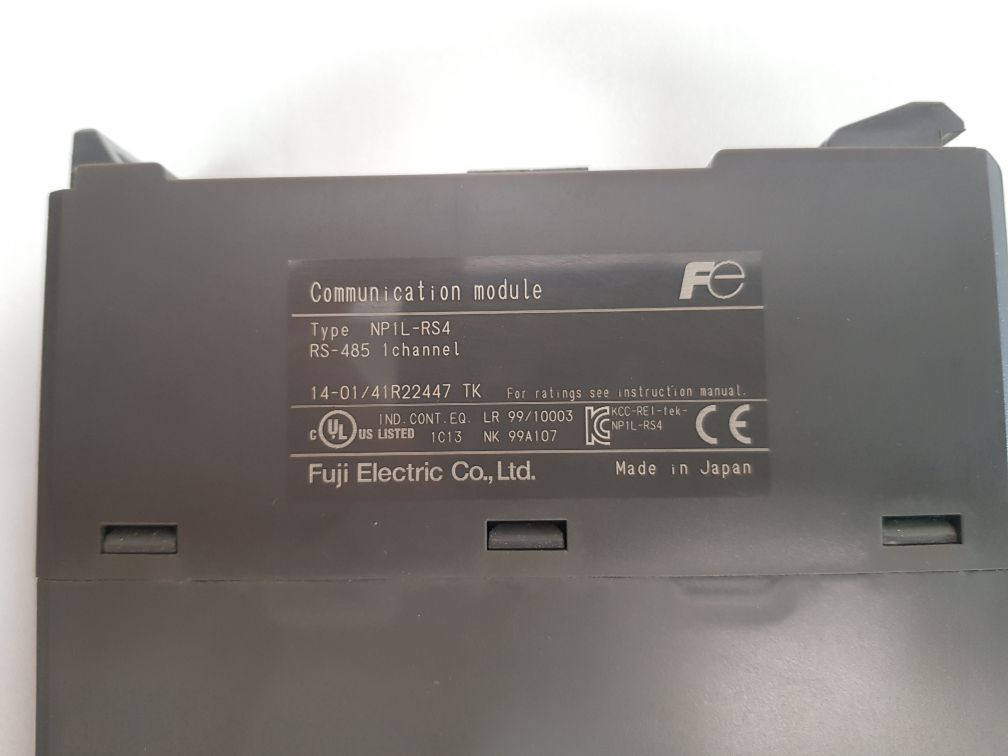 Communication module
Fe
Type NP1L-RS4
RS-485 1channel
14-01/41R22447 TK For ratings see instruction manual.
C UL US LISTED IND.CONT.EQ. 1C13
LR 99/10003
NK 99A107
KCC-REI-fek-
NP1L-RS4
CE
Fuji Electric Co., Ltd. Made in Japan